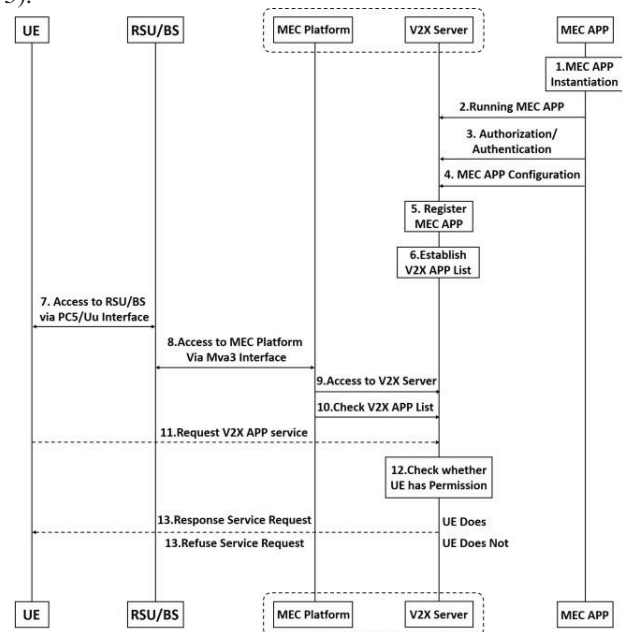 5).
UE
RSU/BS
MEC Platform
V2X Server
MEC APP
1.MEC APP
Instantiation
2.Running MEC APP
3. Authorization/
Authentication
4. MEC APP Configuration
5. Register
MEC APP
6.Establish
V2X APP List
7. Access to RSU/BS
via PC5/Uu Interface
8.Access to MEC Platform
Via Mva3 Interface
9.Access to V2X Server
10.Check V2X APP List
11.Request V2X APP service
12.Check whether
UE has Permission
13.Response Service Request
UE Does
13.Refuse Service Request
UE Does Not
UE
RSU/BS
MEC Platform
V2X Server
MEC APP